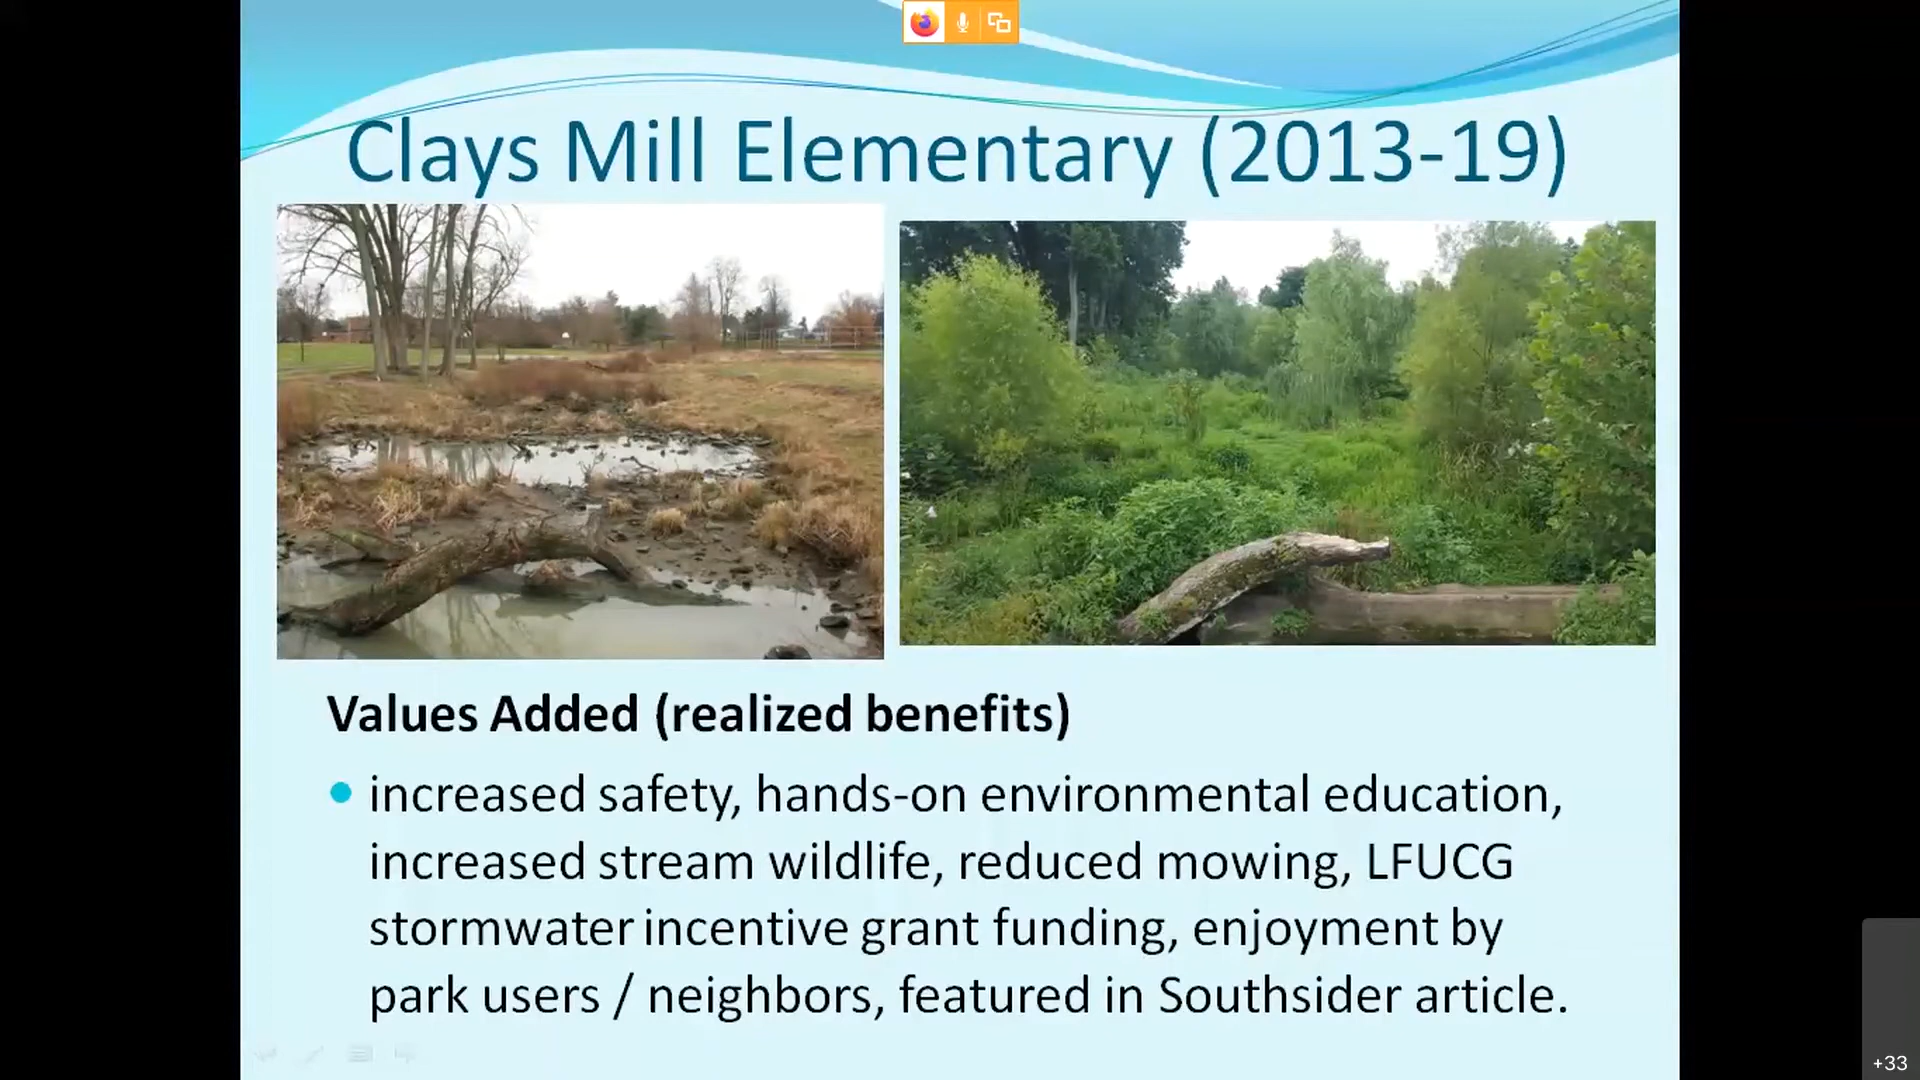 Clays Mill Elementary (2013-19)
Values Added (realized benefits)
increased safety, hands-on environmental education,
increased stream wildlife, reduced mowing, LFUCG
stormwater incentive grant funding, enjoyment by
park users / neighbors, featured in Southsider article.
+33